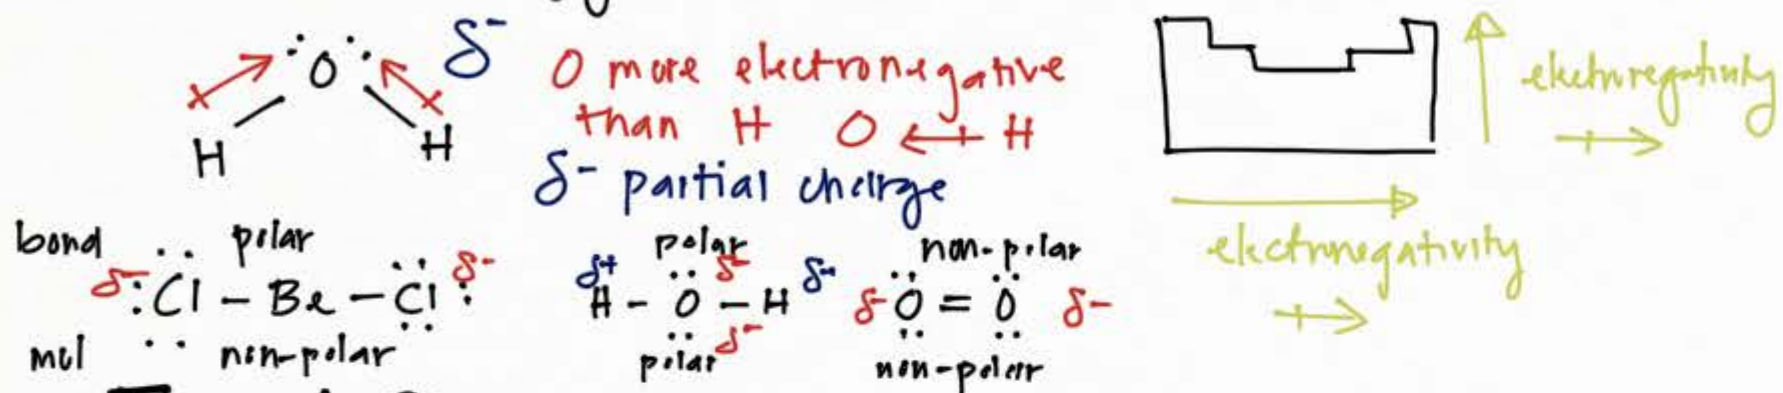 δ-
:O:
H H
O more electronegative
than H O ⟵+ H
δ- partial charge
electronegativity
electronegativity
bond polar
δ- :Cl – Be – Cl: δ-
mol non-polar
polar
δ+ H – O – H
δ-
δ-
polar
non-polar
δ- O = O δ-
non-polar